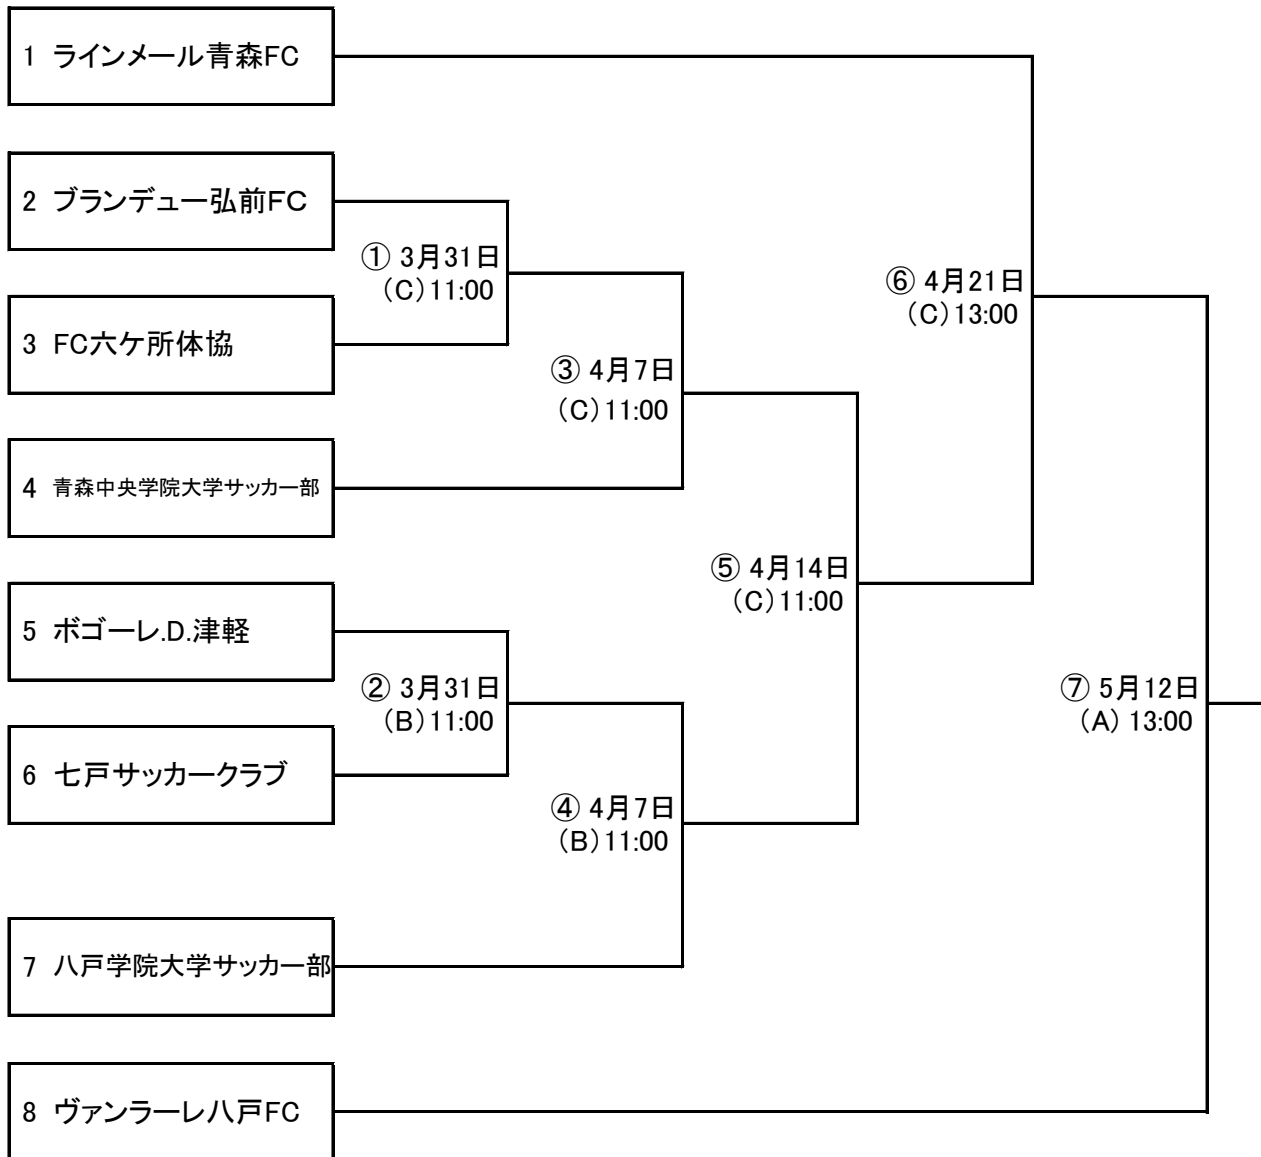 1 ラインメール青森FC
2 ブランデュー弘前FC
① 3月31日
（C）11:00
3 FC六ケ所体協
③ 4月7日
（C）11:00
4 青森中央学院大学サッカー部
⑥ 4月21日
（C）13:00
5 ボゴーレ.D.津軽
⑤ 4月14日
（C）11:00
② 3月31日
（B）11:00
6 七戸サッカークラブ
④ 4月7日
（B）11:00
⑦ 5月12日
（A）13:00
7 八戸学院大学サッカー部
8 ヴァンラーレ八戸FC